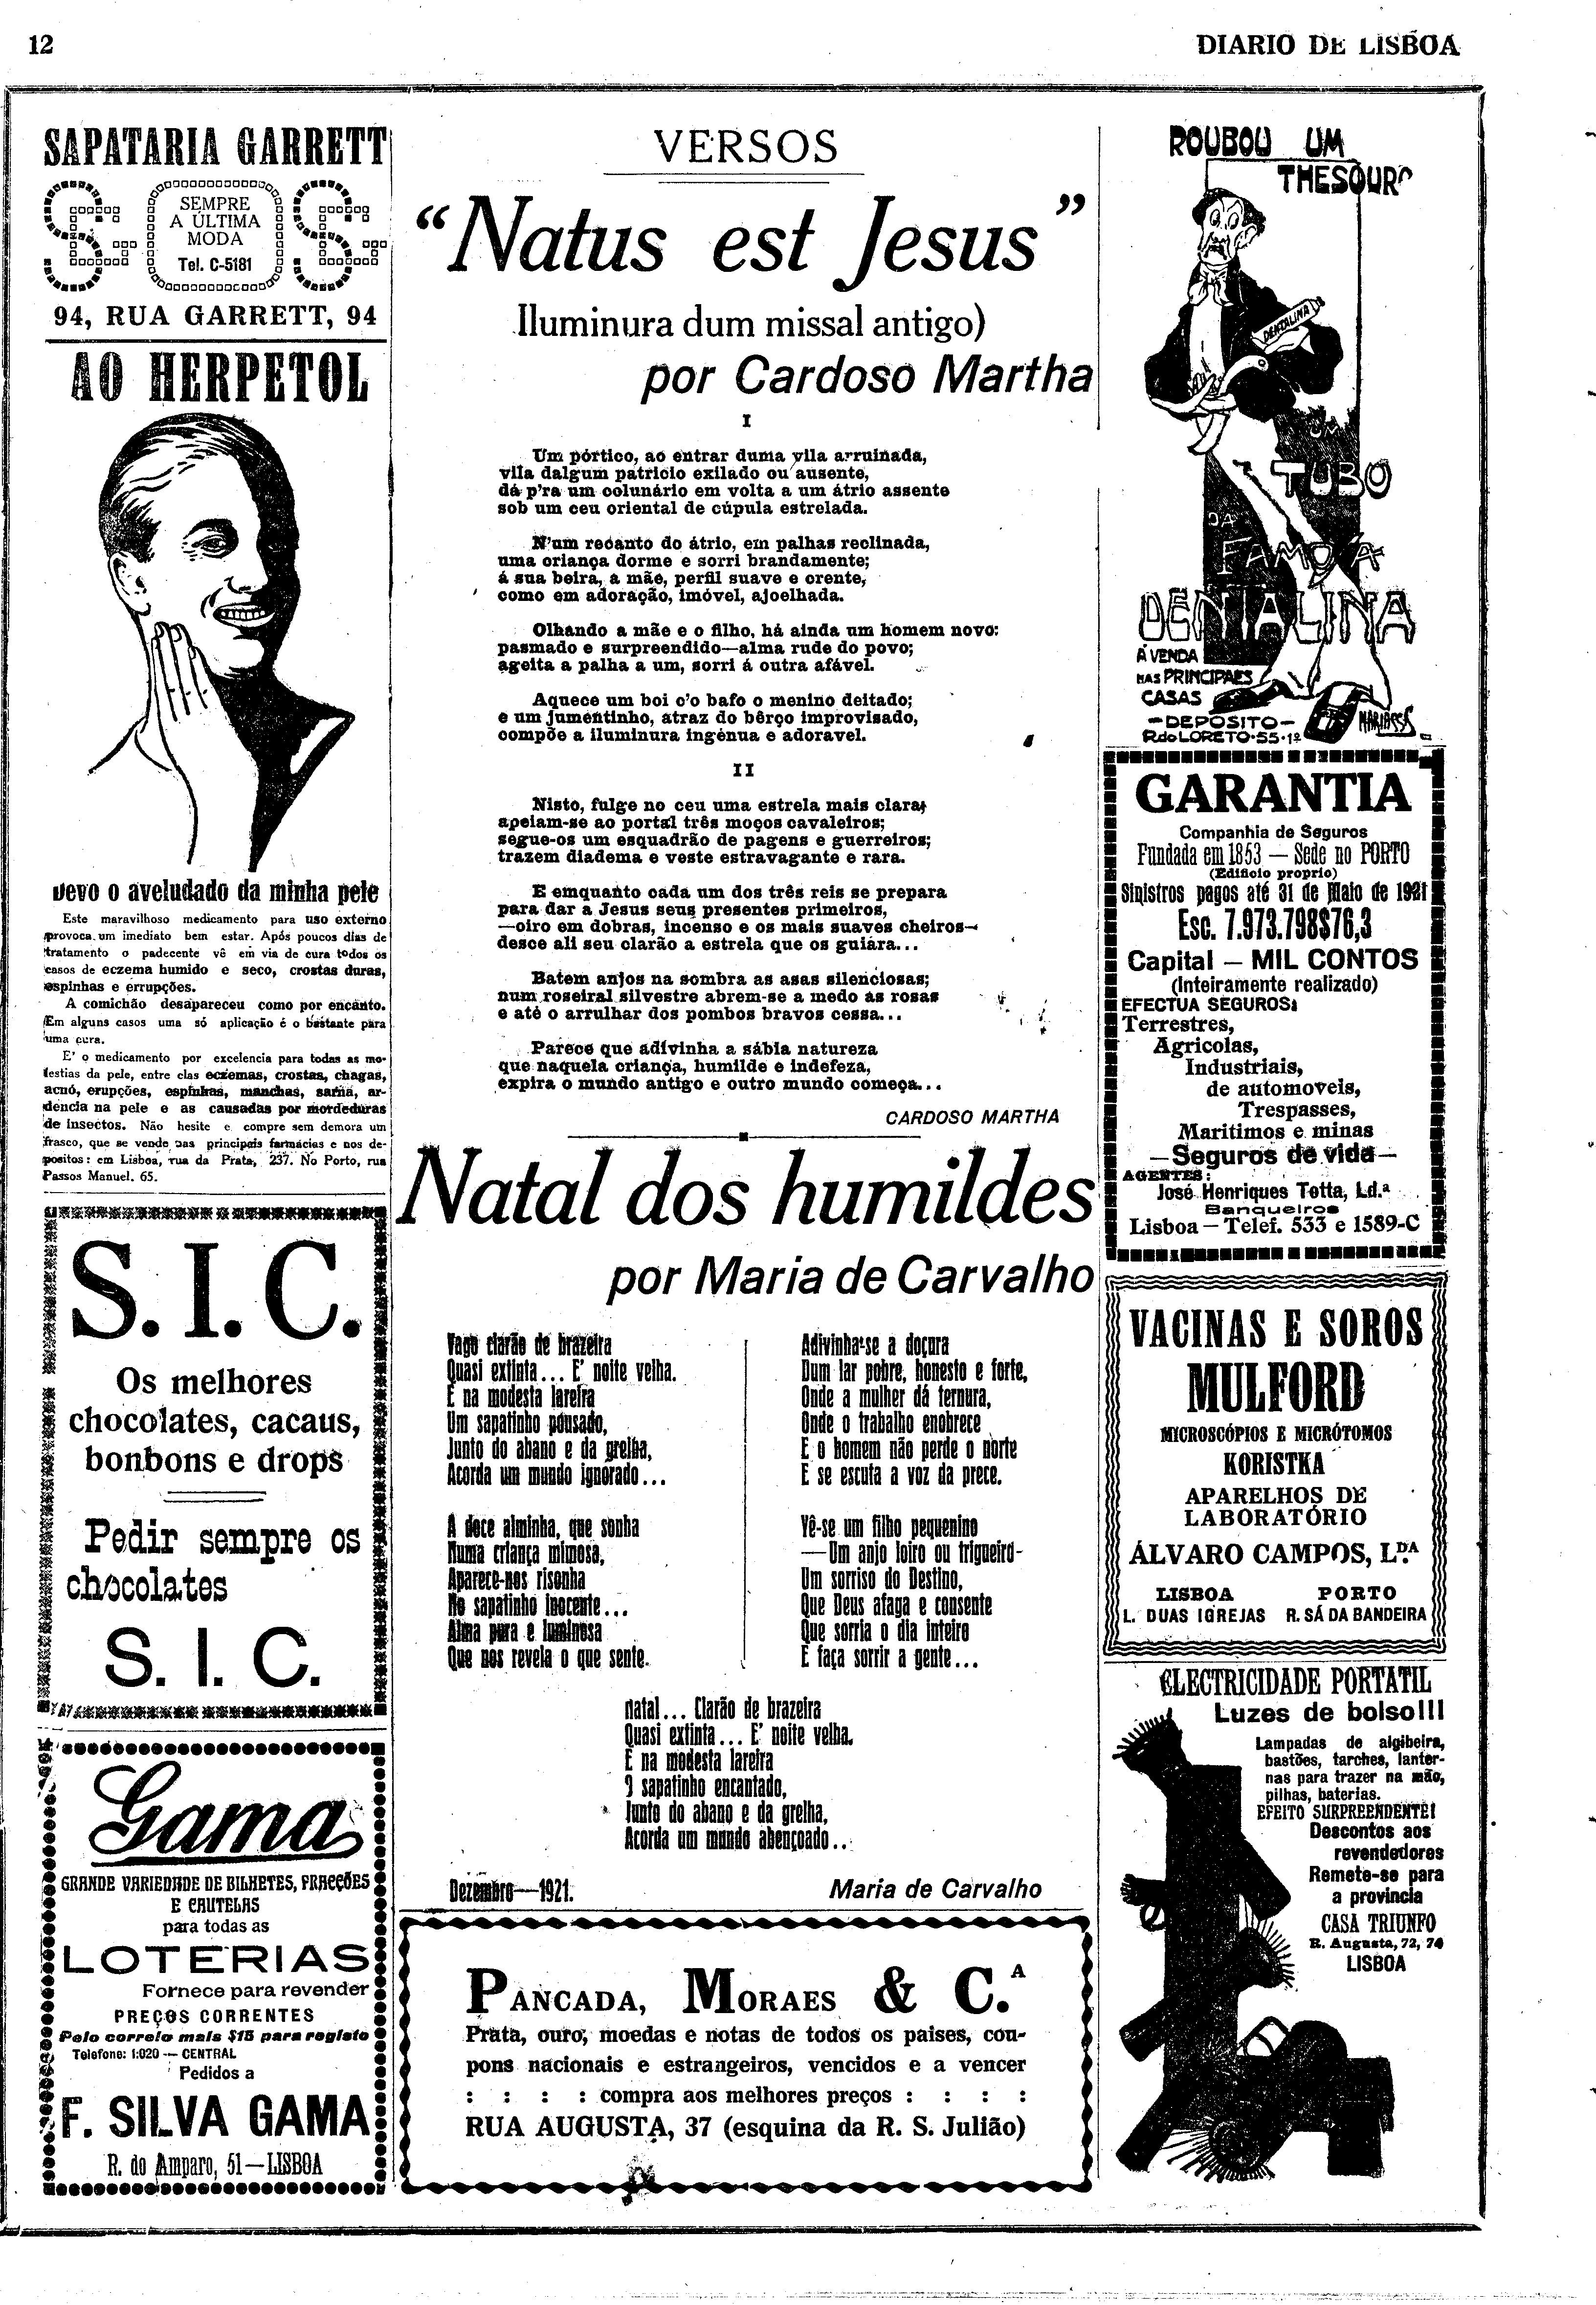 12
DIARIO DE LISBOA
SAPATARIA GARRETT
SEMPRE
A ÚLTIMA
MODA
Tel. C-5181
94, RUA GARRETT, 94
AO HERPETOL
Devo o aveludado da minha pele
Este maravilhoso medicamento para uso externo
provoca um imediato bem estar. Após poucos dias de
tratamento o padecente vê em via de cura todos os
casos de eczema humido e seco, crostas duras,
espinhas e errupções.
A comichão desapareceu como por encanto.
Em alguns casos uma só aplicação é o bastante para
uma cura.
E' o medicamento por excelencia para todas as mo-
lestias da pele, entre elas eczemas, crostas, chagas,
acnó, erupções, espinhas, manchas, sarna, ar-
dencia na pele e as causadas por mordeduras
de insectos. Não hesite e compre sem demora um
frasco, que se vende nas principais farmácias e nos de-
positos: em Lisboa, rua da Prata, 237. No Porto, rua
Passos Manuel. 65.
S. I. C.
Os melhores
chocolates, cacaus,
bonbons e drops
Pedir sempre os
chocolates
S. I. C.
Gama
GRANDE VARIEDADE DE BILHETES, FRACÇÕES
E CAUTELAS
para todas as
LOTERIAS
Fornece para revender
PREÇOS CORRENTES
Pelo correio mais $15 para registo
Telefone: 1:020 — CENTRAL
Pedidos a
F. SILVA GAMA
R. do Amparo, 51—LISBOA
VERSOS
“Natus est Jesus”
Iluminura dum missal antigo)
por Cardoso Martha
I
Um pórtico, ao entrar duma vila arruinada,
vila dalgum patricio exilado ou ausente,
dá p'ra um colunário em volta a um átrio assente
sob um ceu oriental de cúpula estrelada.
N'um recanto do átrio, em palhas reclinada,
uma criança dorme e sorri brandamente;
á sua beira, a mãe, perfil suave e crente,
como em adoração, imóvel, ajoelhada.
Olhando a mãe e o filho, há ainda um homem novo:
pasmado e surpreendido—alma rude do povo;
ageita a palha a um, sorri á outra afável.
Aquece um boi c'o bafo o menino deitado;
e um jumentinho, atraz do bêrço improvisado,
compõe a iluminura ingénua e adoravel.
II
Nisto, fulge no ceu uma estrela mais clara;
apeiam-se ao portal três moços cavaleiros;
segue-os um esquadrão de pagens e guerreiros;
trazem diadema e veste estravagante e rara.
E emquanto cada um dos três reis se prepara
para dar a Jesus seus presentes primeiros,
—oiro em dobras, incenso e os mais suaves cheiros—
desce ali seu clarão a estrela que os guiára...
Batem anjos na sombra as asas silenciosas;
num roseiral silvestre abrem-se a medo as rosas
e até o arrulhar dos pombos bravos cessa...
Parece que adivinha a sábia natureza
que naquela criança, humilde e indefeza,
expira o mundo antigo e outro mundo começa...
CARDOSO MARTHA
Natal dos humildes
por Maria de Carvalho
Vago clarão de brazeira
Quasi extinta... E' noite velha.
E na modesta lareira
Um sapatinho pousado,
Junto do abano e da grelha,
Acorda um mundo ignorado...
A doce alminha, que sonha
Numa criança mimosa,
Aparece-nos risonha
No sapatinho inocente...
Alma pura e luminosa
Que nos revela o que sente.
Adivinha-se a doçura
Dum lar pobre, honesto e forte,
Onde a mulher dá ternura,
Onde o trabalho enobrece
E o homem não perde o norte
E se escuta a voz da prece.
Vê-se um filho pequenino
—Um anjo loiro ou trigueiro-
Um sorriso do Destino,
Que Deus afaga e consente
Que sorria o dia inteiro
E faça sorrir a gente...
Natal... Clarão de brazeira
Quasi extinta... E' noite velha.
E na modesta lareira
O sapatinho encantado,
Junto do abano e da grelha,
Acorda um mundo abençoado...
Dezembro—1921.
Maria de Carvalho
PANCADA, MORAES & C.A
Prata, ouro, moedas e notas de todos os paises, cou-
pons nacionais e estrangeiros, vencidos e a vencer
: : : : compra aos melhores preços : : : :
RUA AUGUSTA, 37 (esquina da R. S. Julião)
ROUBOU UM
THESOURO
DENTALINA
UM
TUBO
DA
FAMOSA
DENTALINA
Á VENDA
NAS PRINCIPAES
CASAS
—DEPOSITO—
R. do LORETO·55·1º
GARANTIA
Companhia de Seguros
Fundada em 1853 — Sede no PORTO
(Edificio proprio)
Sinistros pagos até 31 de Maio de 1921
Esc. 7.973.798$76,3
Capital — MIL CONTOS
(Inteiramente realizado)
EFECTUA SEGUROS:
Terrestres,
Agricolas,
Industriais,
de automoveis,
Trespasses,
Maritimos e minas
—Seguros de vida—
AGENTES:
José Henriques Totta, Ld.ª
Banqueiros
Lisboa — Telef. 533 e 1589-C
VACINAS E SOROS
MULFORD
MICROSCÓPIOS E MICRÓTOMOS
KORISTKA
APARELHOS DE
LABORATÓRIO
ÁLVARO CAMPOS, L.DA
LISBOA PORTO
L. DUAS IGREJAS R. SÁ DA BANDEIRA
ELECTRICIDADE PORTATIL
Luzes de bolso!!!
Lampadas de algibeira,
bastões, tarches, lanter-
nas para trazer na mão,
pilhas, baterias.
EFEITO SURPREENDENTE!
Descontos aos
revendedores
Remete-se para
a provincia
CASA TRIUNFO
R. Augusta, 72, 74
LISBOA